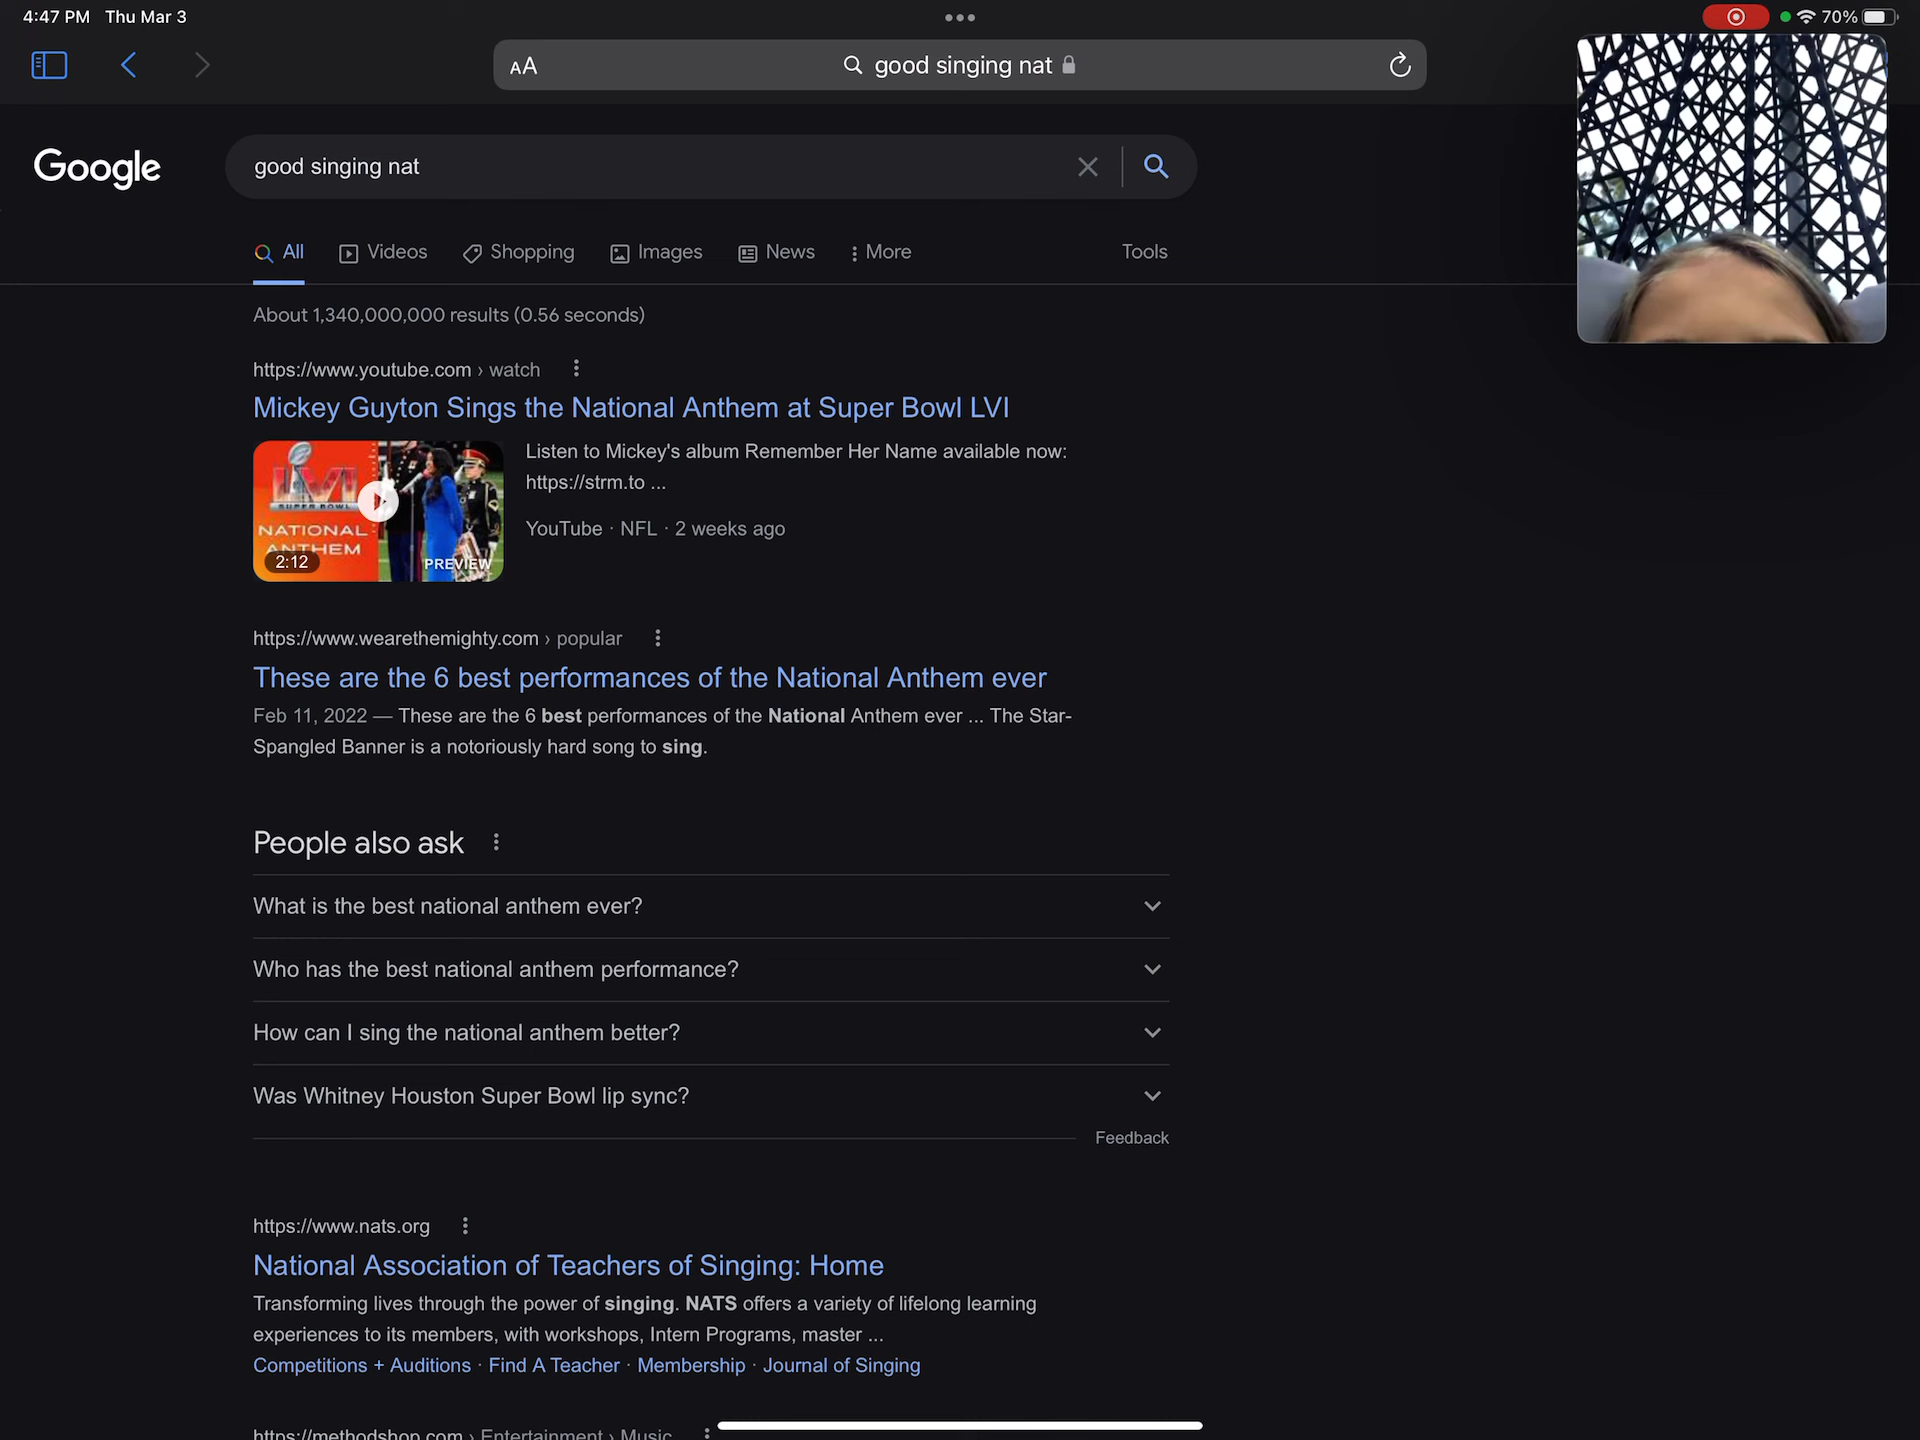 4:47 PM Thu Mar 3
70%
AA
good singing nat
Google
good singing nat
All
Videos
Shopping
Images
News
More
Tools
About 1,340,000,000 results (0.56 seconds)
https://www.youtube.com › watch
Mickey Guyton Sings the National Anthem at Super Bowl LVI
LVI
SUPER BOWL
NATIONAL
ANTHEM
2:12
PREVIEW
Listen to Mickey's album Remember Her Name available now:
https://strm.to ...
YouTube · NFL · 2 weeks ago
https://www.wearethemighty.com › popular
These are the 6 best performances of the National Anthem ever
Feb 11, 2022 — These are the 6 best performances of the National Anthem ever ... The Star-
Spangled Banner is a notoriously hard song to sing.
People also ask
What is the best national anthem ever?
Who has the best national anthem performance?
How can I sing the national anthem better?
Was Whitney Houston Super Bowl lip sync?
Feedback
https://www.nats.org
National Association of Teachers of Singing: Home
Transforming lives through the power of singing. NATS offers a variety of lifelong learning
experiences to its members, with workshops, Intern Programs, master ...
Competitions + Auditions · Find A Teacher · Membership · Journal of Singing
https://methodshop.com › Entertainment › Music